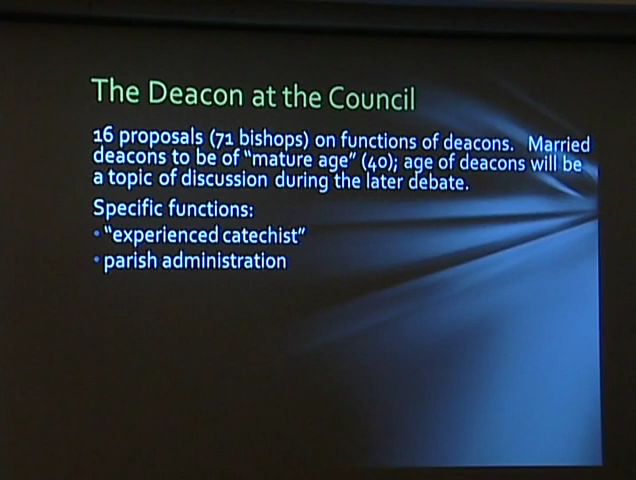 The Deacon at the Council
16 proposals (71 bishops) on functions of deacons. Married
deacons to be of "mature age" (40); age of deacons will be
a topic of discussion during the later debate.
Specific functions:
• "experienced catechist"
• parish administration